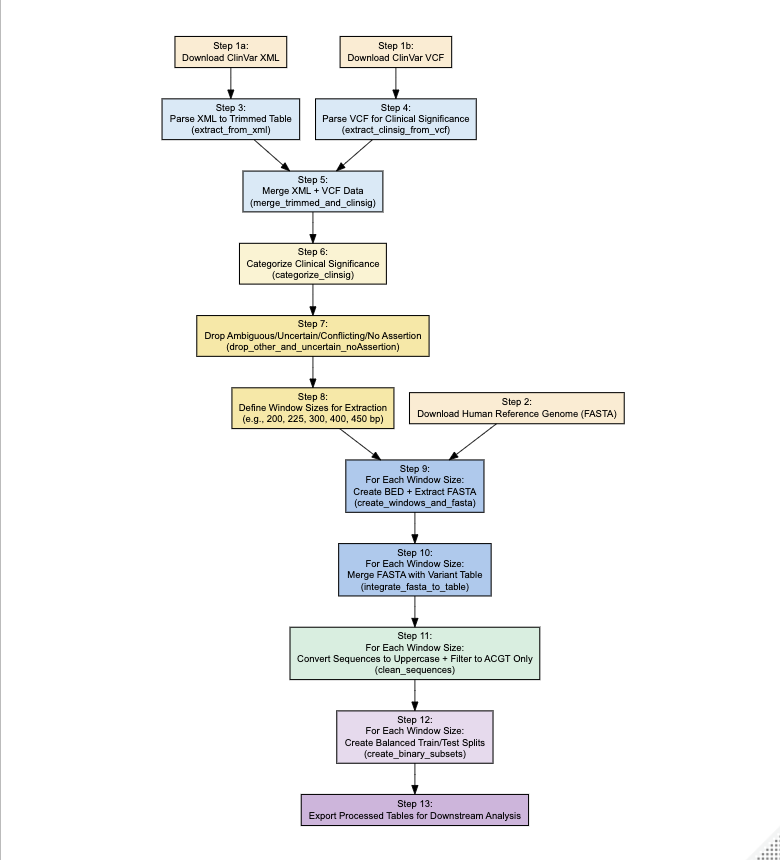 Step 1a:
Download ClinVar XML
Step 1b:
Download ClinVar VCF
Step 3:
Parse XML to Trimmed Table
(extract_from_xml)
Step 4:
Parse VCF for Clinical Significance
(extract_clinsig_from_vcf)
Step 5:
Merge XML + VCF Data
(merge_trimmed_and_clinsig)
Step 6:
Categorize Clinical Significance
(categorize_clinsig)
Step 7:
Drop Ambiguous/Uncertain/Conflicting/No Assertion
(drop_other_and_uncertain_noAssertion)
Step 8:
Define Window Sizes for Extraction
(e.g., 200, 225, 300, 400, 450 bp)
Step 2:
Download Human Reference Genome (FASTA)
Step 9:
For Each Window Size:
Create BED + Extract FASTA
(create_windows_and_fasta)
Step 10:
For Each Window Size:
Merge FASTA with Variant Table
(integrate_fasta_to_table)
Step 11:
For Each Window Size:
Convert Sequences to Uppercase + Filter to ACGT Only
(clean_sequences)
Step 12:
For Each Window Size:
Create Balanced Train/Test Splits
(create_binary_subsets)
Step 13:
Export Processed Tables for Downstream Analysis